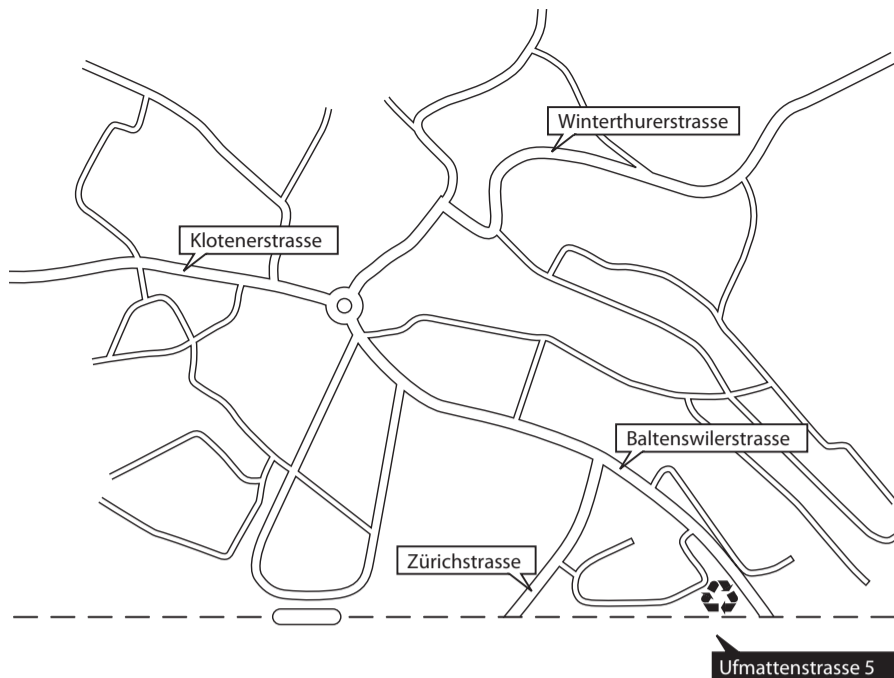 Winterthurerstrasse
Klotenerstrasse
Baltenswilerstrasse
Zürichstrasse
Ufmattenstrasse 5